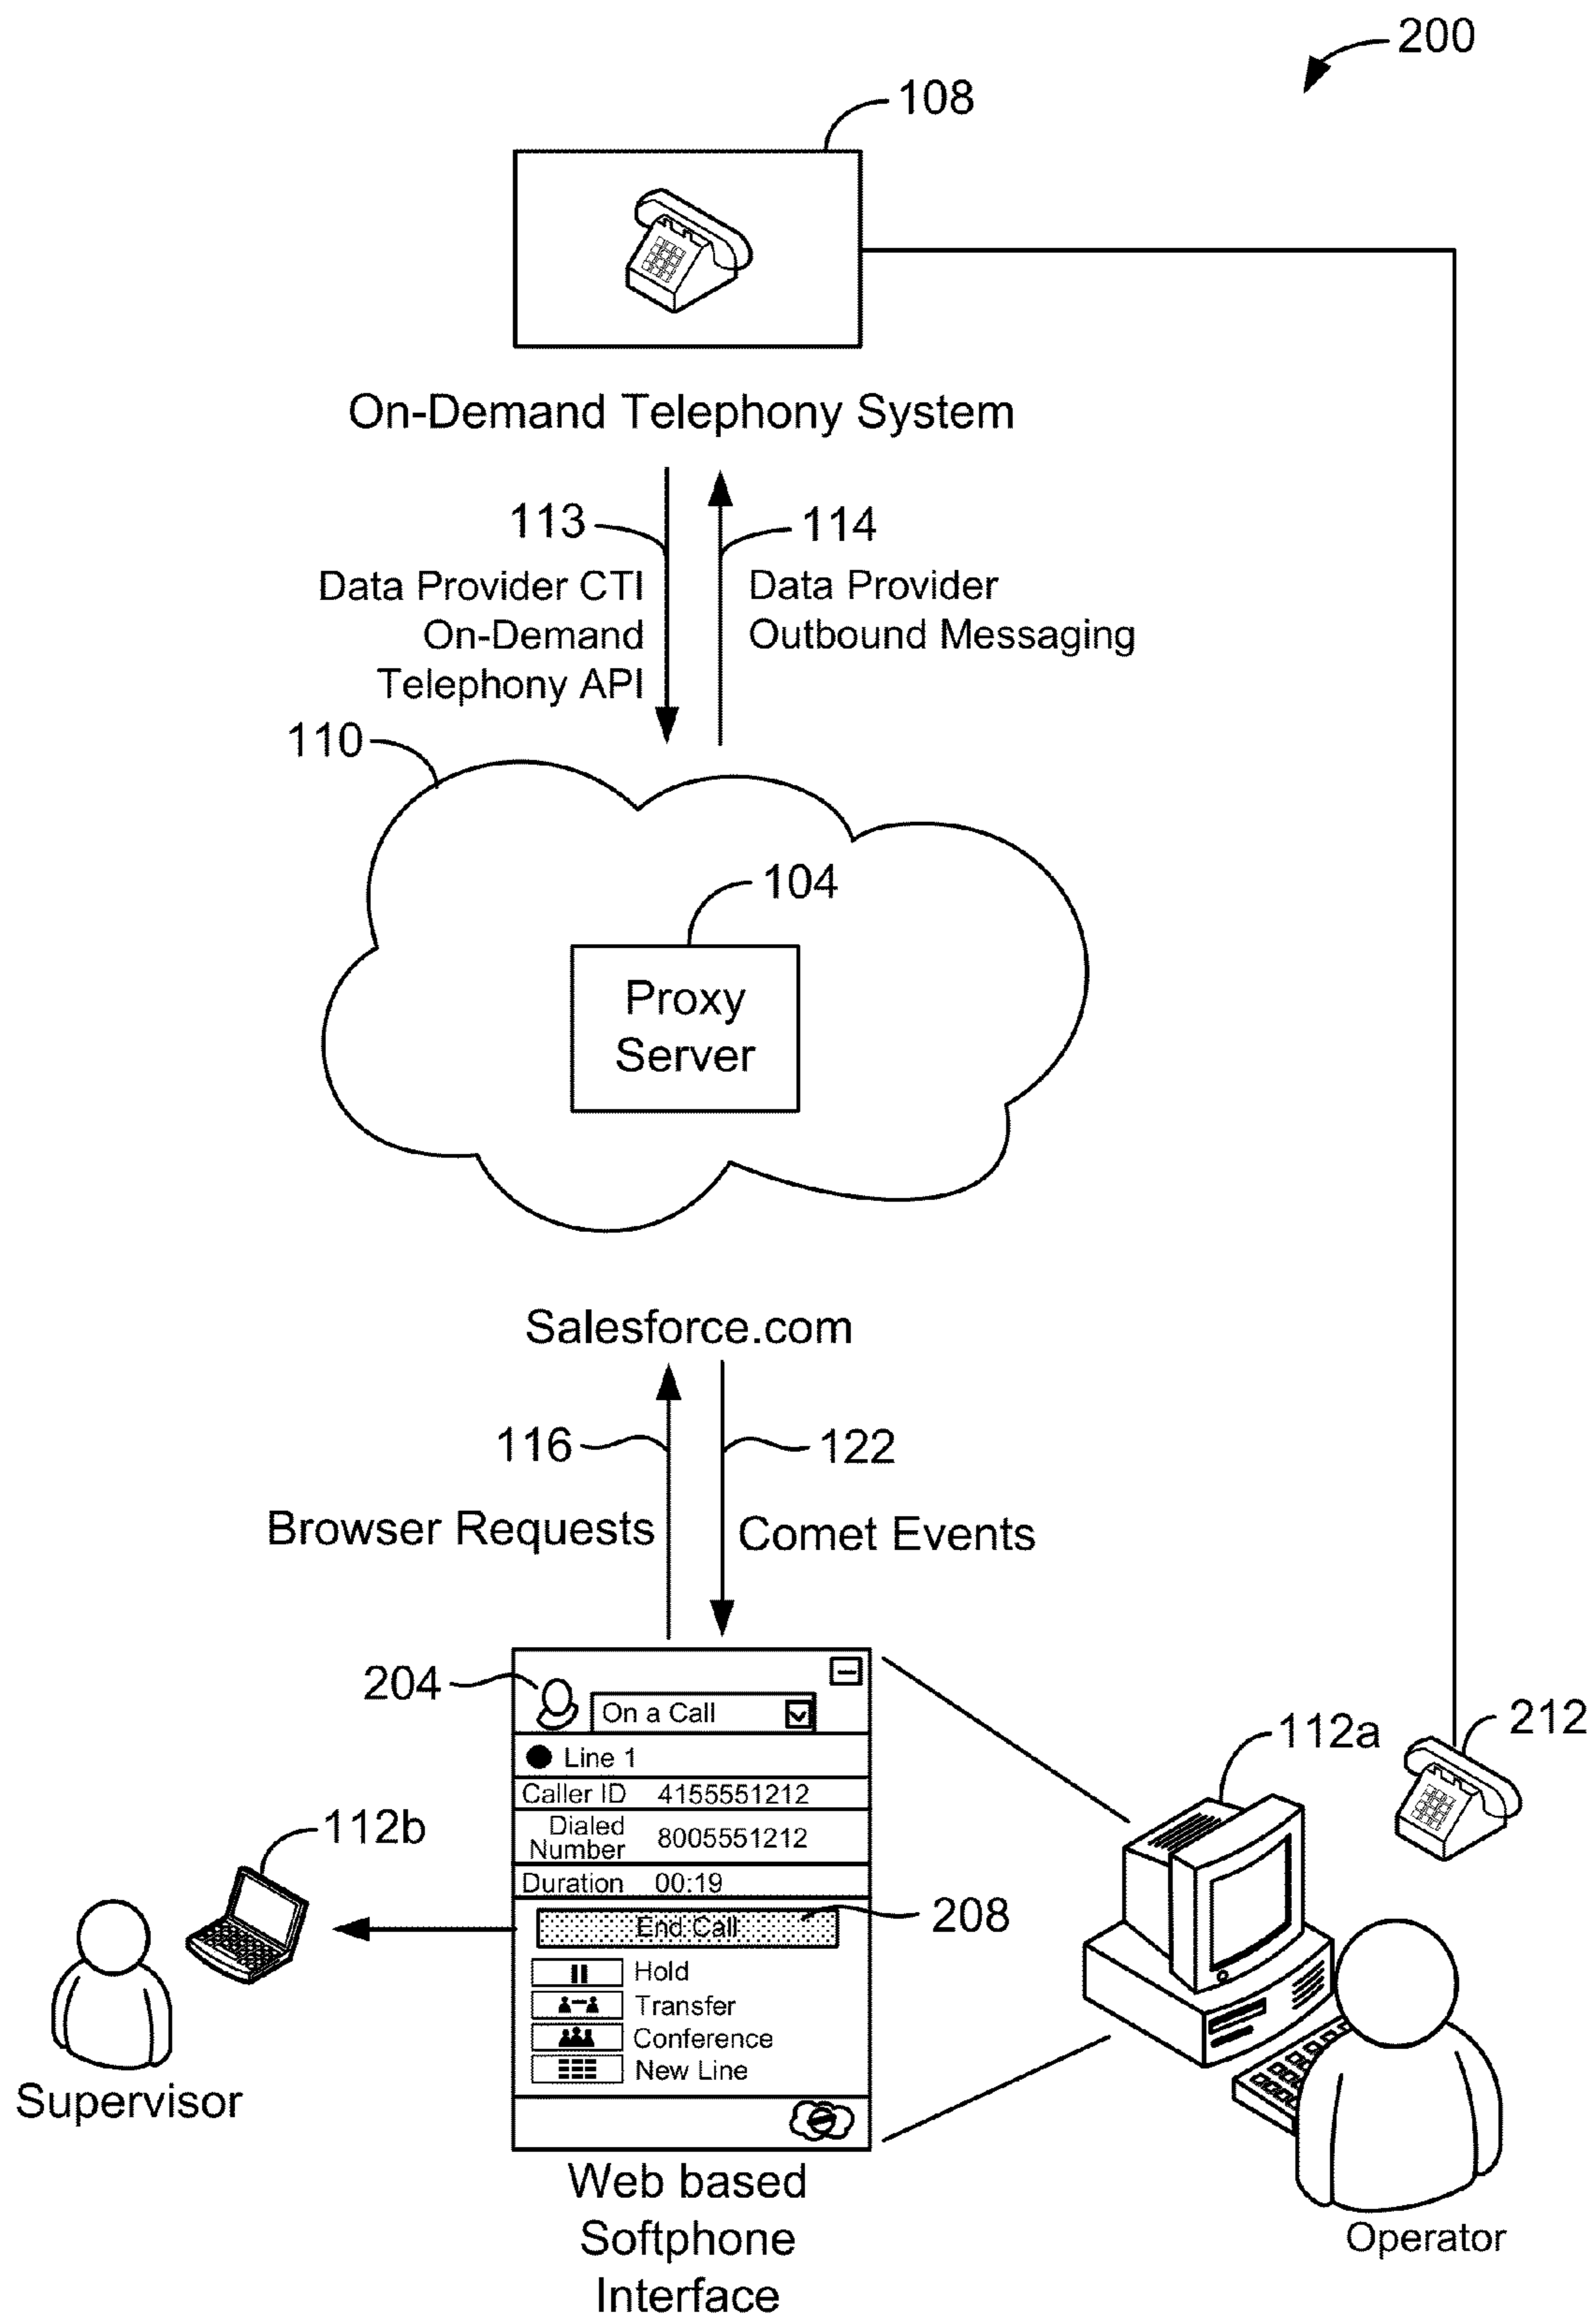 200
108
On-Demand Telephony System
113
114
Data Provider CTI
On-Demand
Telephony API
Data Provider
Outbound Messaging
110
104
Proxy
Server
Salesforce.com
116
122
Browser Requests
Comet Events
204
On a Call
Line 1
Caller ID 4155551212
Dialed
Number 8005551212
Duration 00:19
End Call
208
Hold
Transfer
Conference
New Line
112b
Supervisor
112a
212
Operator
Web based
Softphone
Interface